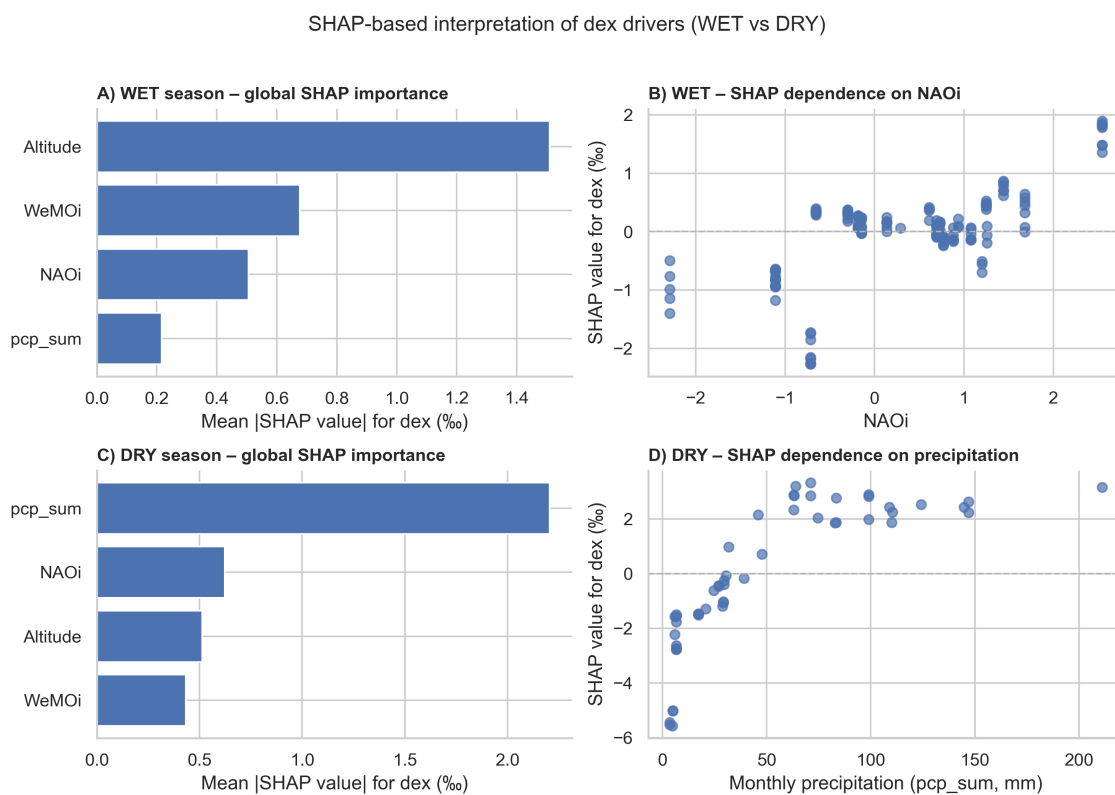 SHAP-based interpretation of dex drivers (WET vs DRY)
A) WET season – global SHAP importance
Altitude
WeMOi
NAOi
pcp_sum
0.0 0.2 0.4 0.6 0.8 1.0 1.2 1.4
Mean |SHAP value| for dex (‰)
B) WET – SHAP dependence on NAOi
SHAP value for dex (‰)
2
1
0
−1
−2
−2 −1 0 1 2
NAOi
C) DRY season – global SHAP importance
pcp_sum
NAOi
Altitude
WeMOi
0.0 0.5 1.0 1.5 2.0
Mean |SHAP value| for dex (‰)
D) DRY – SHAP dependence on precipitation
SHAP value for dex (‰)
2
0
−2
−4
−6
0 50 100 150 200
Monthly precipitation (pcp_sum, mm)